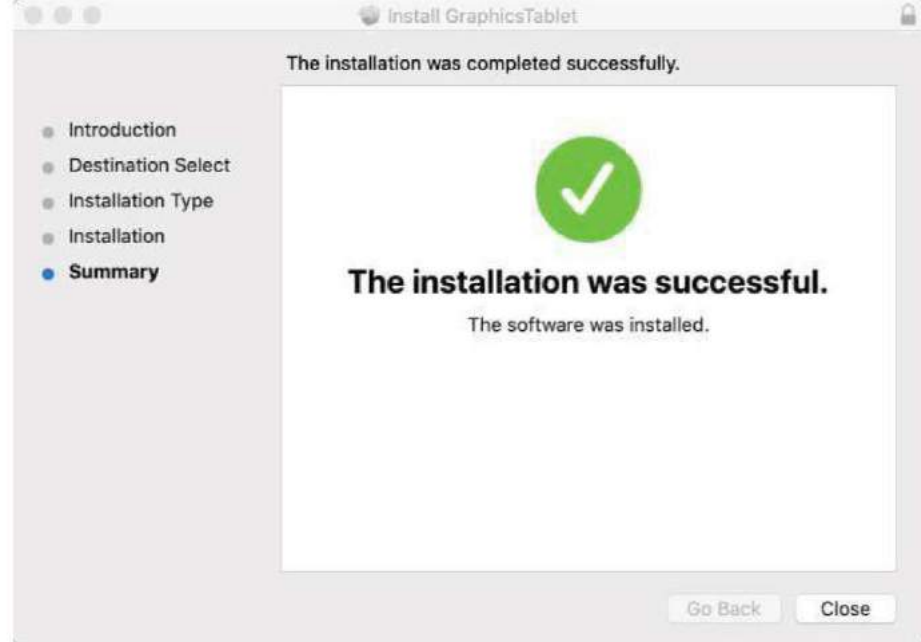 Install GraphicsTablet
The installation was completed successfully.
Introduction
Destination Select
Installation Type
Installation
Summary
The installation was successful.
The software was installed.
Go Back
Close